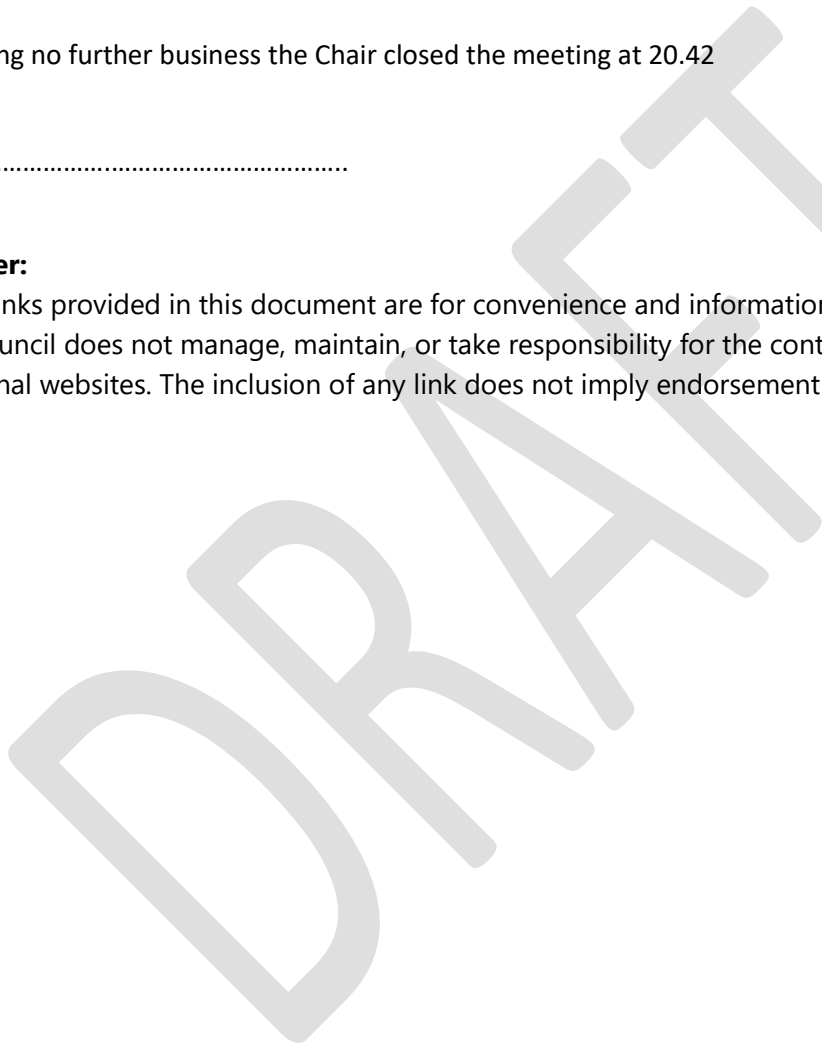 ng no further business the Chair closed the meeting at 20.42
……………………………………………..
er:
nks provided in this document are for convenience and information
uncil does not manage, maintain, or take responsibility for the cont
nal websites. The inclusion of any link does not imply endorsement
DRAFT